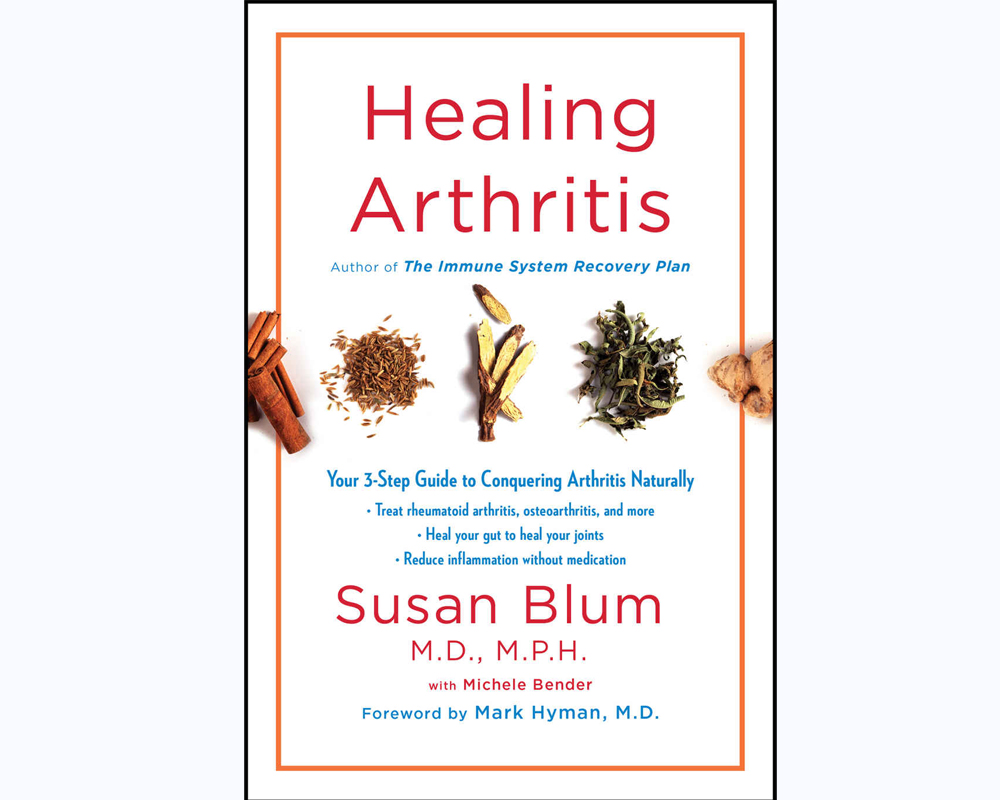 Healing
Arthritis
Author of The Immune System Recovery Plan
Your 3-Step Guide to Conquering Arthritis Naturally
• Treat rheumatoid arthritis, osteoarthritis, and more
• Heal your gut to heal your joints
• Reduce inflammation without medication
Susan Blum
M.D., M.P.H.
with Michele Bender
Foreword by Mark Hyman, M.D.